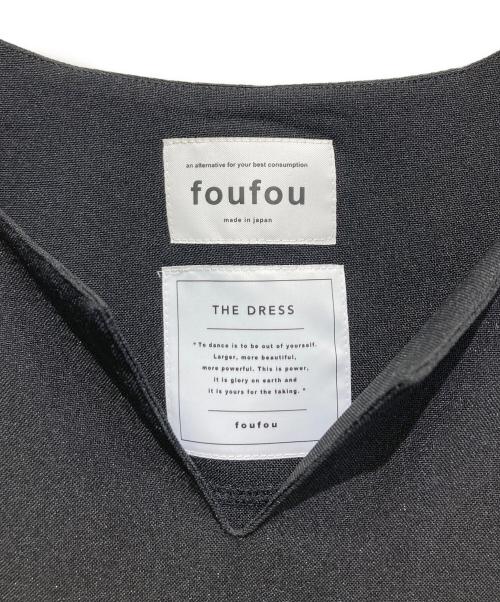 an alternative for your best consumption
foufou
made in japan
THE DRESS
"To dance is to be out of yourself.
Larger, more beautiful,
more powerful. This is power,
it is glory on earth and
it is yours for the taking."
foufou